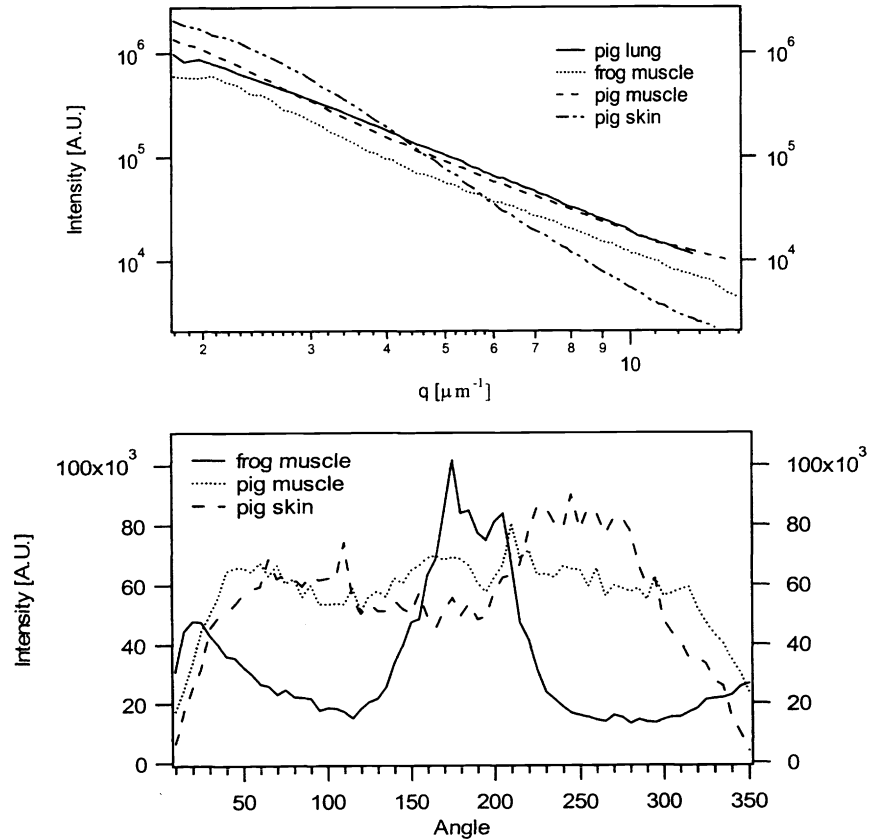 Intensity [A.U.]
10^6
10^5
10^4
10^6
10^5
10^4
pig lung
frog muscle
pig muscle
pig skin
2
3
4
5
6
7
8
9
10
q [μm^-1]
Intensity [A.U.]
100x10^3
80
60
40
20
0
100x10^3
80
60
40
20
0
frog muscle
pig muscle
pig skin
50
100
150
200
250
300
350
Angle